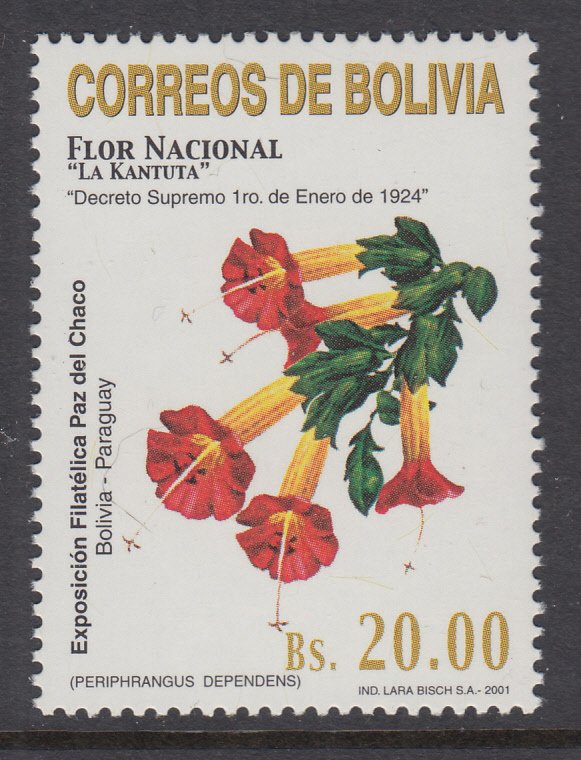 CORREOS DE BOLIVIA
FLOR NACIONAL
“LA KANTUTA”
“Decreto Supremo 1ro. de Enero de 1924”
Exposición Filatélica Paz del Chaco
Bolivia - Paraguay
Bs. 20.00
(PERIPHRANGUS DEPENDENS)
IND. LARA BISCH S.A.- 2001